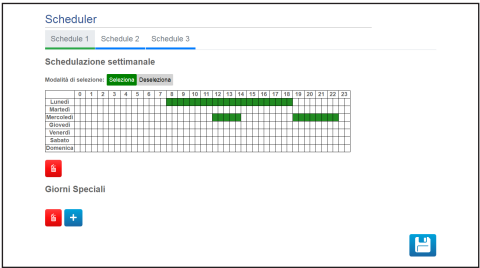 Scheduler
Schedule 1 Schedule 2 Schedule 3
Schedulazione settimanale
Modalità di selezione: Seleziona Deseleziona
0 1 2 3 4 5 6 7 8 9 10 11 12 13 14 15 16 17 18 19 20 21 22 23
Lunedì
Martedì
Mercoledì
Giovedì
Venerdì
Sabato
Domenica
Giorni Speciali
+